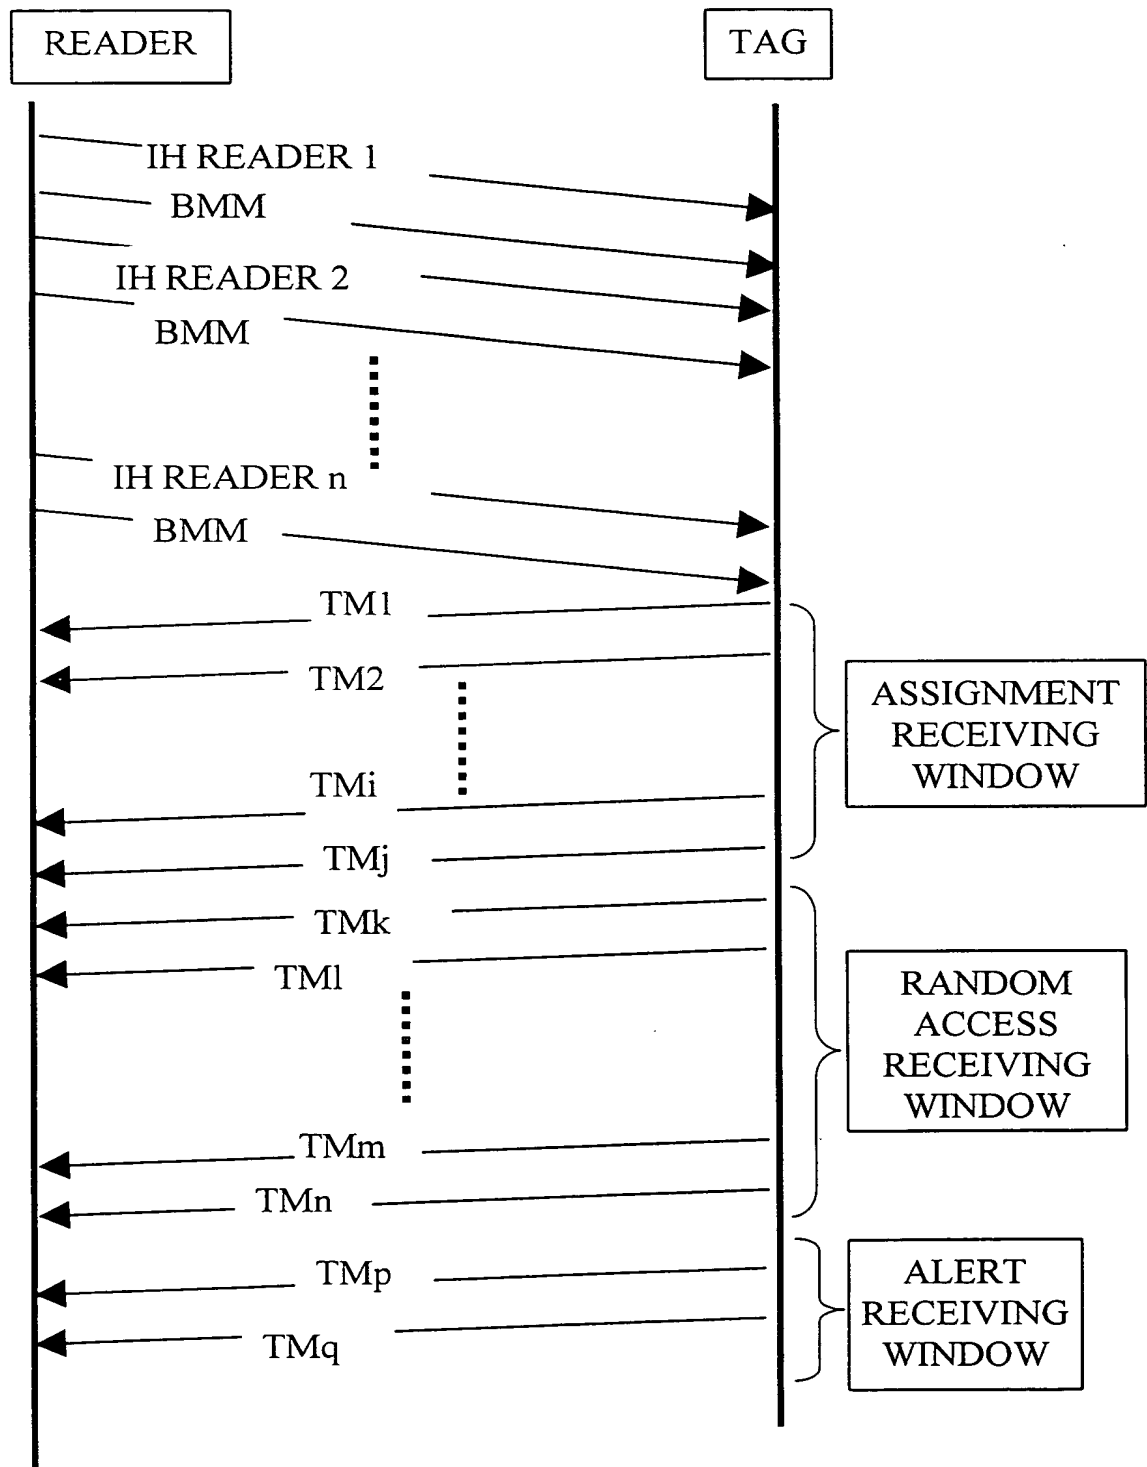 READER
TAG
IH READER 1
BMM
IH READER 2
BMM
IH READER n
BMM
TM1
TM2
ASSIGNMENT
RECEIVING
WINDOW
TMi
TMj
TMk
TMl
RANDOM
ACCESS
RECEIVING
WINDOW
TMm
TMn
TMp
ALERT
RECEIVING
WINDOW
TMq